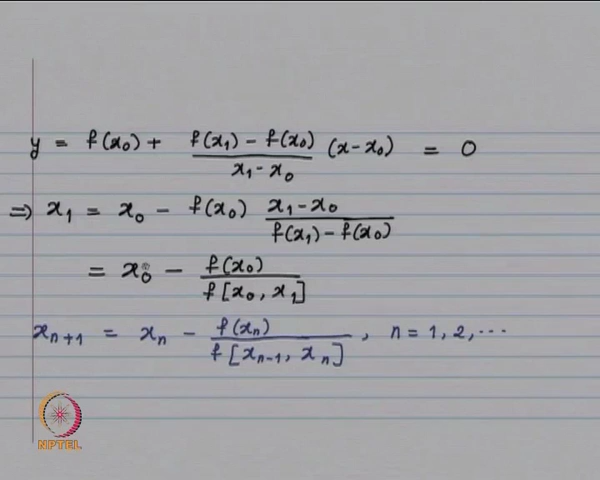 y = f(x₀) + (f(x₁) - f(x₀))/(x₁ - x₀) (x - x₀) = 0
⇒ x₁ = x₀ - f(x₀) (x₁ - x₀)/(f(x₁) - f(x₀))
= x₀ - f(x₀)/f[x₀, x₁]
xₙ₊₁ = xₙ - f(xₙ)/f[xₙ₋₁, xₙ], n = 1, 2, ...
NPTEL